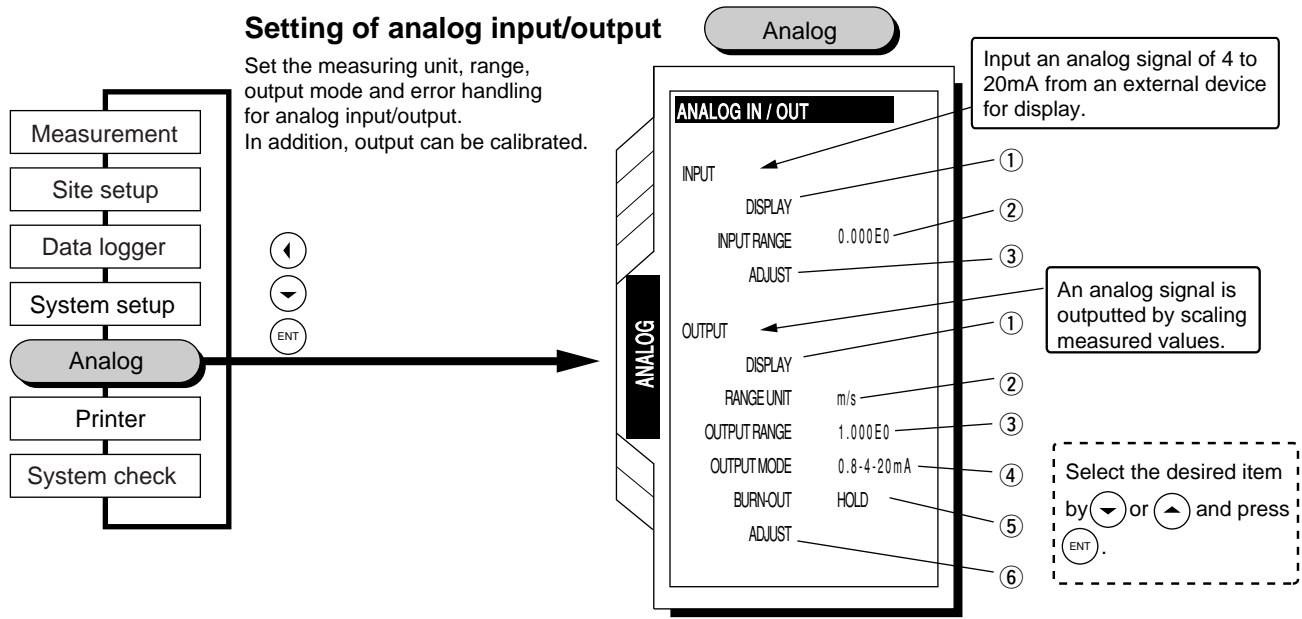 Setting of analog input/output
Analog
Set the measuring unit, range,
output mode and error handling
for analog input/output.
In addition, output can be calibrated.
Measurement
Site setup
Data logger
System setup
Analog
Printer
System check
ENT
ANALOG
ANALOG IN / OUT
Input an analog signal of 4 to
20mA from an external device
for display.
INPUT
DISPLAY ①
INPUT RANGE 0.000E0 ②
ADJUST ③
An analog signal is
outputted by scaling
measured values.
OUTPUT
DISPLAY ①
RANGE UNIT m/s ②
OUTPUT RANGE 1.000E0 ③
OUTPUT MODE 0.8-4-20mA ④
BURN-OUT HOLD ⑤
ADJUST ⑥
Select the desired item
by or and press
ENT .